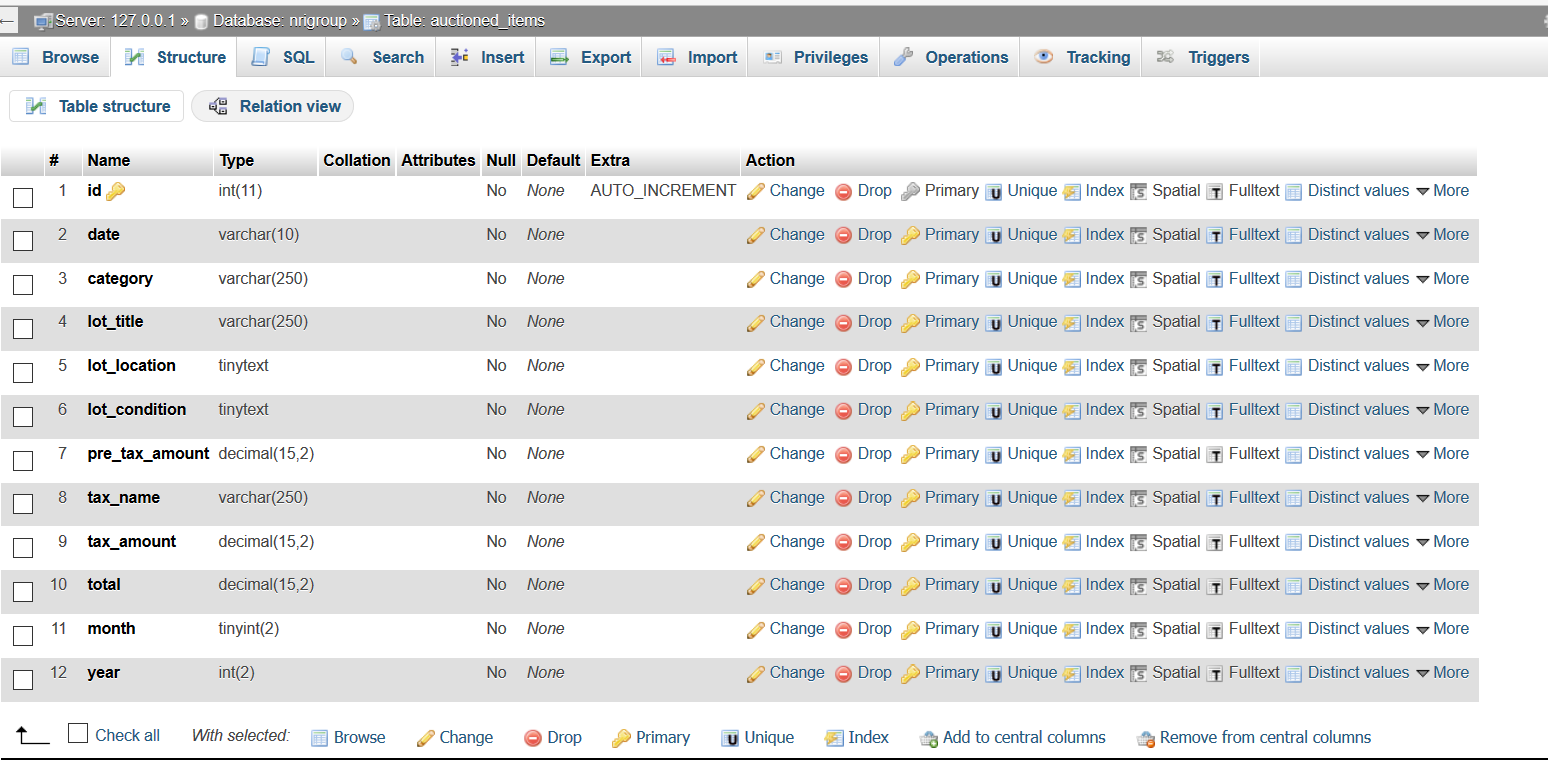 Server: 127.0.0.1 » Database: nrigroup » Table: auctioned_items
Browse Structure SQL Search Insert Export Import Privileges Operations Tracking Triggers
Table structure Relation view
# Name Type Collation Attributes Null Default Extra Action
1 id int(11) No None AUTO_INCREMENT Change Drop Primary Unique Index Spatial Fulltext Distinct values More
2 date varchar(10) No None Change Drop Primary Unique Index Spatial Fulltext Distinct values More
3 category varchar(250) No None Change Drop Primary Unique Index Spatial Fulltext Distinct values More
4 lot_title varchar(250) No None Change Drop Primary Unique Index Spatial Fulltext Distinct values More
5 lot_location tinytext No None Change Drop Primary Unique Index Spatial Fulltext Distinct values More
6 lot_condition tinytext No None Change Drop Primary Unique Index Spatial Fulltext Distinct values More
7 pre_tax_amount decimal(15,2) No None Change Drop Primary Unique Index Spatial Fulltext Distinct values More
8 tax_name varchar(250) No None Change Drop Primary Unique Index Spatial Fulltext Distinct values More
9 tax_amount decimal(15,2) No None Change Drop Primary Unique Index Spatial Fulltext Distinct values More
10 total decimal(15,2) No None Change Drop Primary Unique Index Spatial Fulltext Distinct values More
11 month tinyint(2) No None Change Drop Primary Unique Index Spatial Fulltext Distinct values More
12 year int(2) No None Change Drop Primary Unique Index Spatial Fulltext Distinct values More
Check all With selected: Browse Change Drop Primary Unique Index Add to central columns Remove from central columns